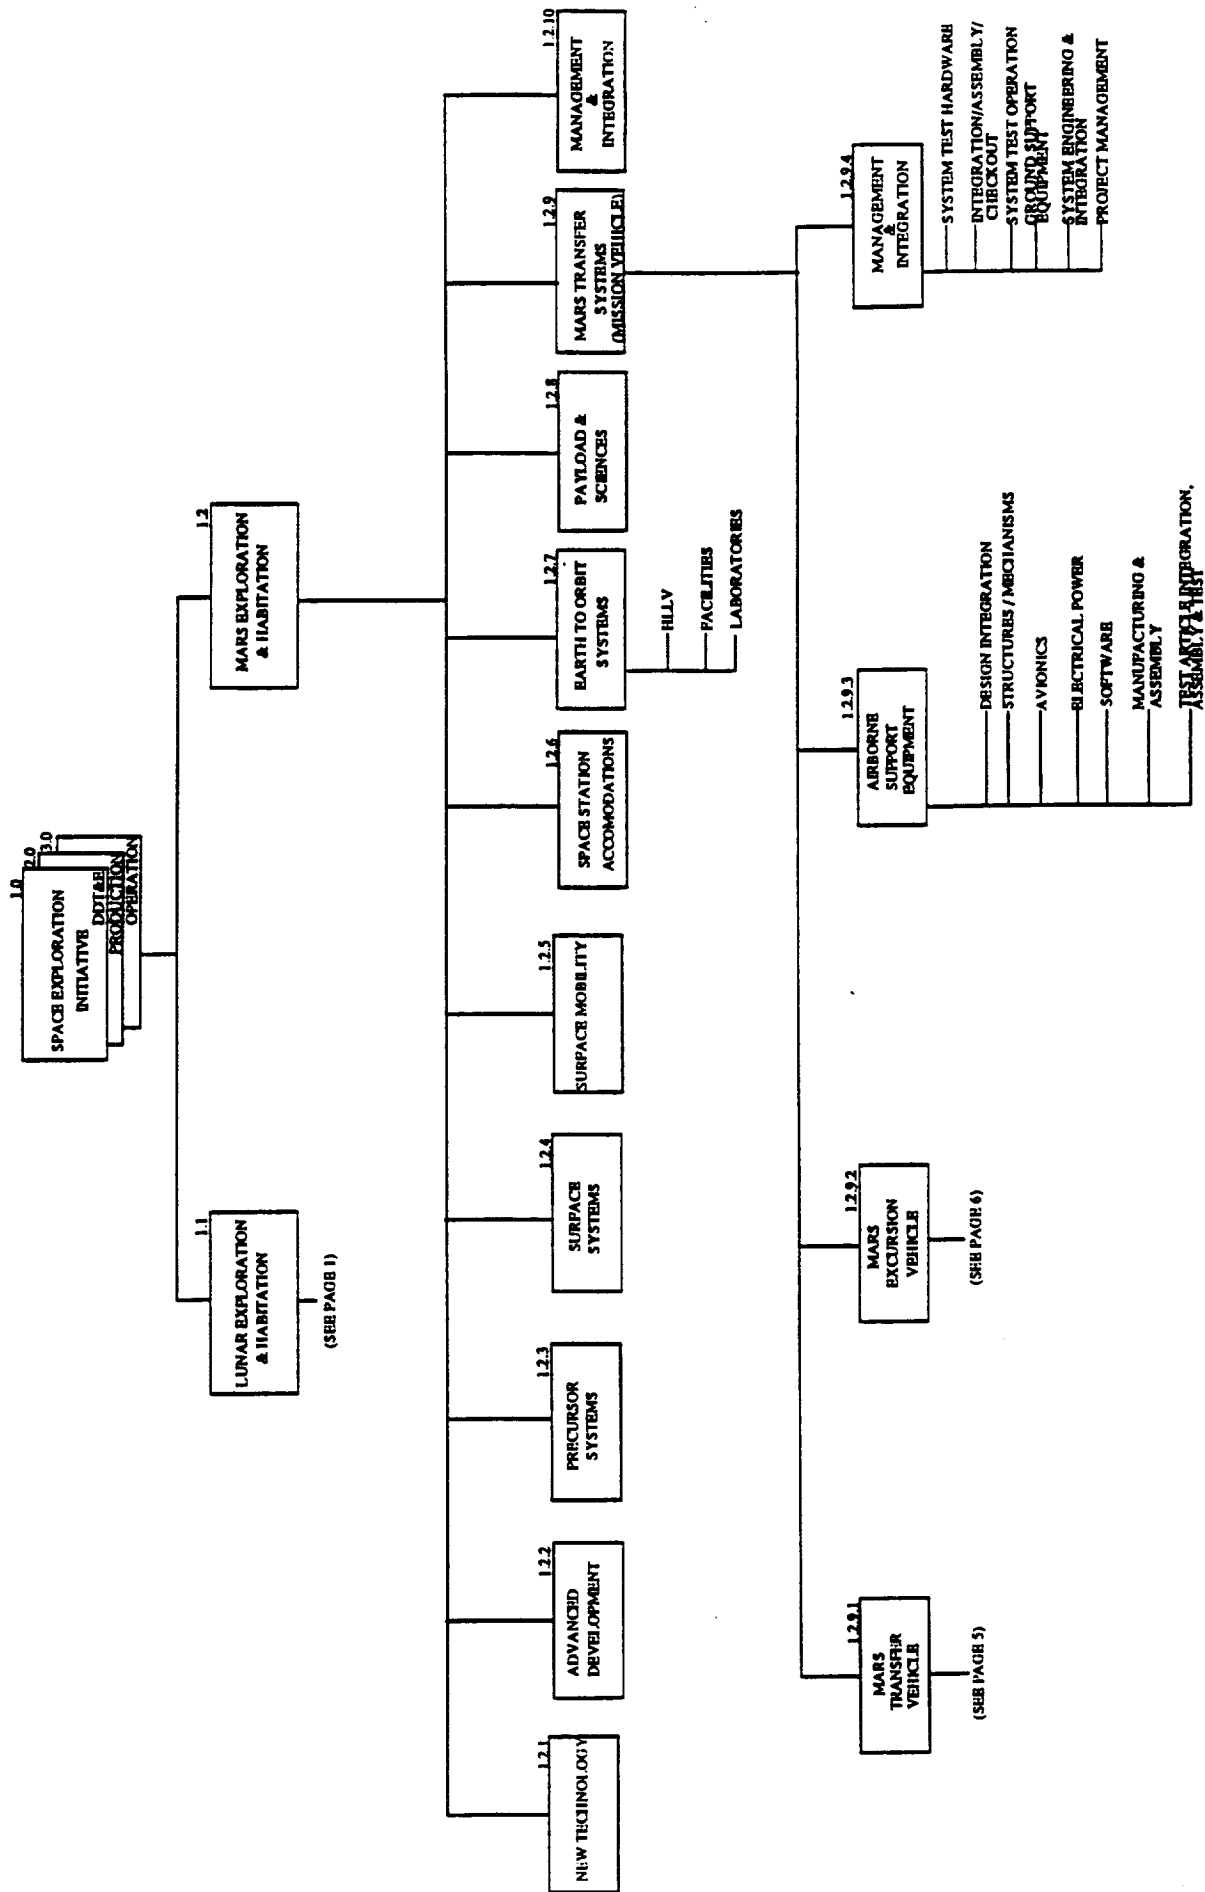 1.0
SPACE EXPLORATION
INITIATIVE
DDT&E
2.0
PRODUCTION
3.0
OPERATION
1.1
LUNAR EXPLORATION
& HABITATION
(SEE PAGE 1)
1.2
MARS EXPLORATION
& HABITATION
1.2.1
NEW TECHNOLOGY
1.2.2
ADVANCED
DEVELOPMENT
1.2.3
PRECURSOR
SYSTEMS
1.2.4
SURFACE
SYSTEMS
1.2.5
SURFACE MOBILITY
1.2.6
SPACE STATION
ACCOMODATIONS
1.2.7
EARTH TO ORBIT
SYSTEMS
HLLV
FACILITIES
LABORATORIES
1.2.8
PAYLOAD &
SCIENCES
1.2.9
MARS TRANSFER
SYSTEMS
(MISSION VEHICLE)
1.2.10
MANAGEMENT
&
INTEGRATION
1.2.9.1
MARS
TRANSFER
VEHICLE
(SEE PAGE 5)
1.2.9.2
MARS
EXCURSION
VEHICLE
(SEE PAGE 6)
1.2.9.3
AIRBORNE
SUPPORT
EQUIPMENT
DESIGN INTEGRATION
STRUCTURES / MECHANISMS
AVIONICS
ELECTRICAL POWER
SOFTWARE
MANUFACTURING &
ASSEMBLY
TEST ARTICLE INTEGRATION,
ASSEMBLY & TEST
1.2.9.4
MANAGEMENT
&
INTEGRATION
SYSTEM TEST HARDWARE
INTEGRATION/ASSEMBLY/
CHECKOUT
SYSTEM TEST OPERATION
GROUND SUPPORT
EQUIPMENT
SYSTEM ENGINEERING &
INTEGRATION
PROJECT MANAGEMENT